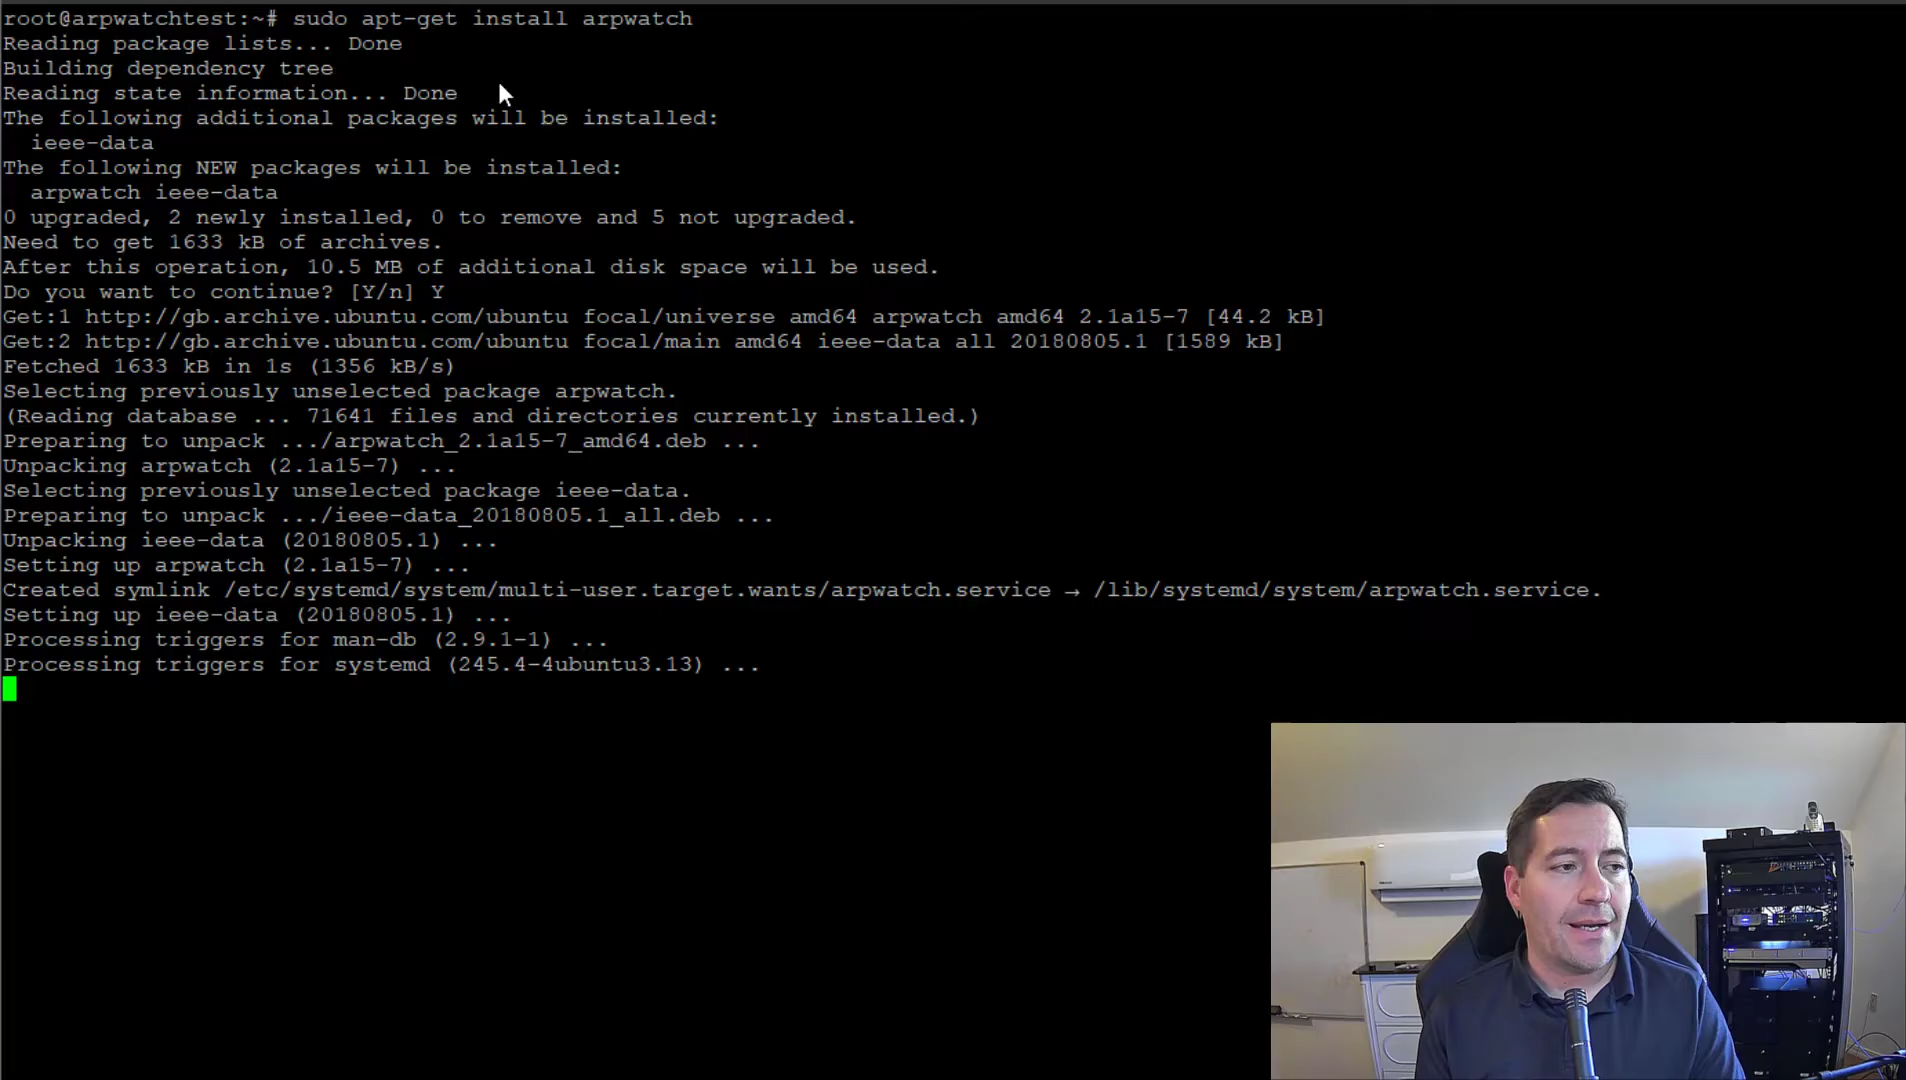 root@arpwatchtest:~# sudo apt-get install arpwatch
Reading package lists... Done
Building dependency tree
Reading state information... Done
The following additional packages will be installed:
  ieee-data
The following NEW packages will be installed:
  arpwatch ieee-data
0 upgraded, 2 newly installed, 0 to remove and 5 not upgraded.
Need to get 1633 kB of archives.
After this operation, 10.5 MB of additional disk space will be used.
Do you want to continue? [Y/n] Y
Get:1 http://gb.archive.ubuntu.com/ubuntu focal/universe amd64 arpwatch amd64 2.1a15-7 [44.2 kB]
Get:2 http://gb.archive.ubuntu.com/ubuntu focal/main amd64 ieee-data all 20180805.1 [1589 kB]
Fetched 1633 kB in 1s (1356 kB/s)
Selecting previously unselected package arpwatch.
(Reading database ... 71641 files and directories currently installed.)
Preparing to unpack .../arpwatch_2.1a15-7_amd64.deb ...
Unpacking arpwatch (2.1a15-7) ...
Selecting previously unselected package ieee-data.
Preparing to unpack .../ieee-data_20180805.1_all.deb ...
Unpacking ieee-data (20180805.1) ...
Setting up arpwatch (2.1a15-7) ...
Created symlink /etc/systemd/system/multi-user.target.wants/arpwatch.service → /lib/systemd/system/arpwatch.service.
Setting up ieee-data (20180805.1) ...
Processing triggers for man-db (2.9.1-1) ...
Processing triggers for systemd (245.4-4ubuntu3.13) ...